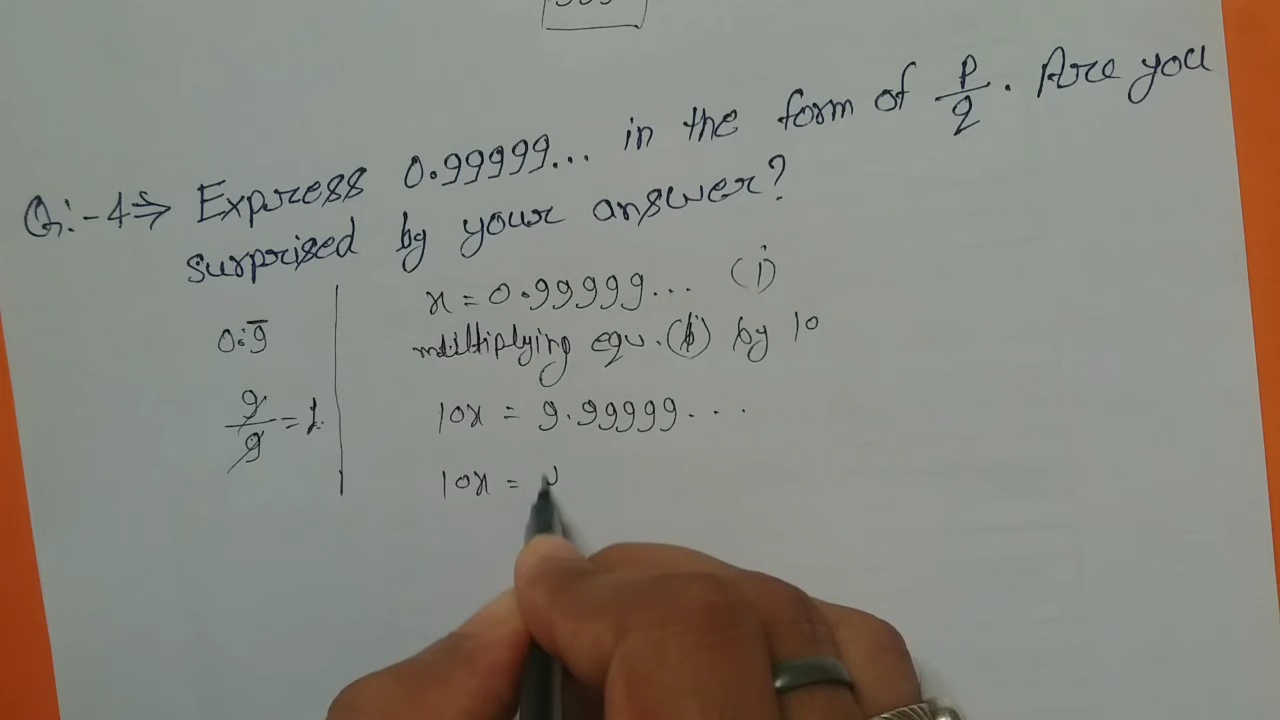 Q:-4⇒ Express 0.99999... in the form of p/q. Are you
surprised by your answer?
0.9̅
9/9 = 1.
x = 0.99999... (i)
multiplying equ. (i) by 10
10x = 9.99999...
10x =